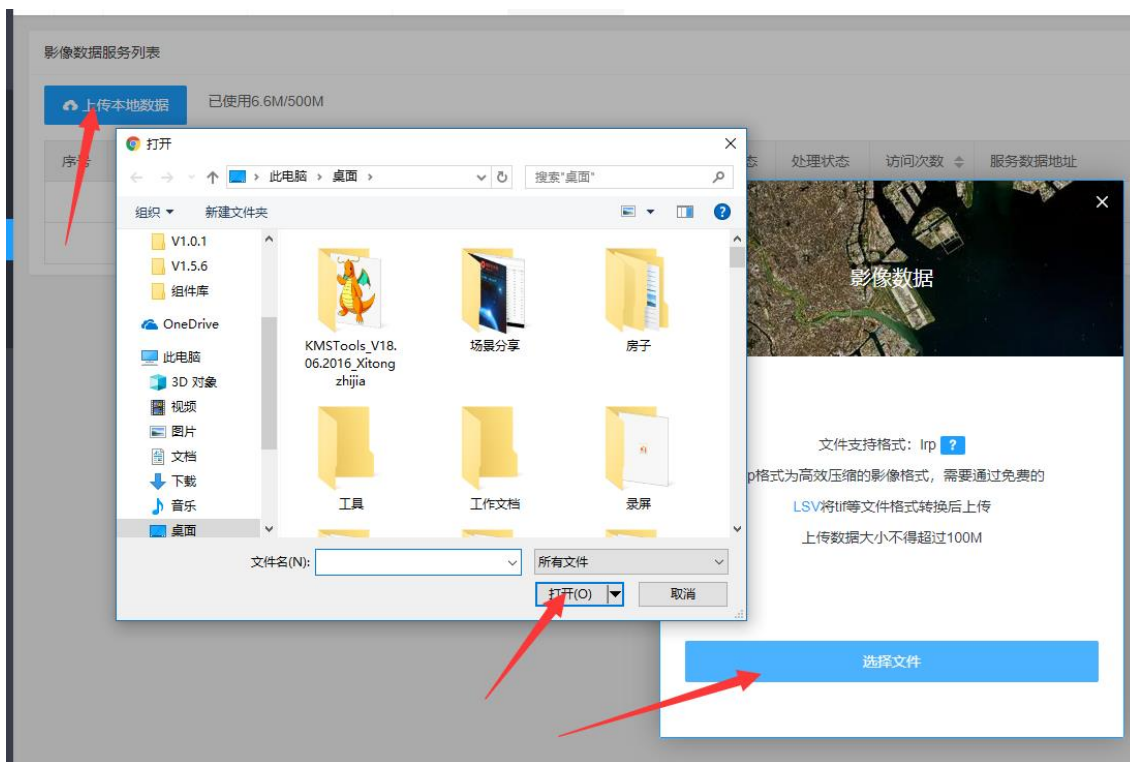 影像数据服务列表
上传本地数据
已使用6.6M/500M
序号
态
处理状态
访问次数
服务数据地址
打开
此电脑 › 桌面 ›
搜索"桌面"
组织
新建文件夹
V1.0.1
V1.5.6
组件库
OneDrive
此电脑
3D 对象
视频
图片
文档
下载
音乐
桌面
KMSTools_V18.
06.2016_Xitong
zhijia
场景分享
房子
工具
工作文档
录屏
文件名(N):
所有文件
打开(O)
取消
影像数据
文件支持格式：lrp ?
p格式为高效压缩的影像格式，需要通过免费的
LSV将tif等文件格式转换后上传
上传数据大小不得超过100M
选择文件